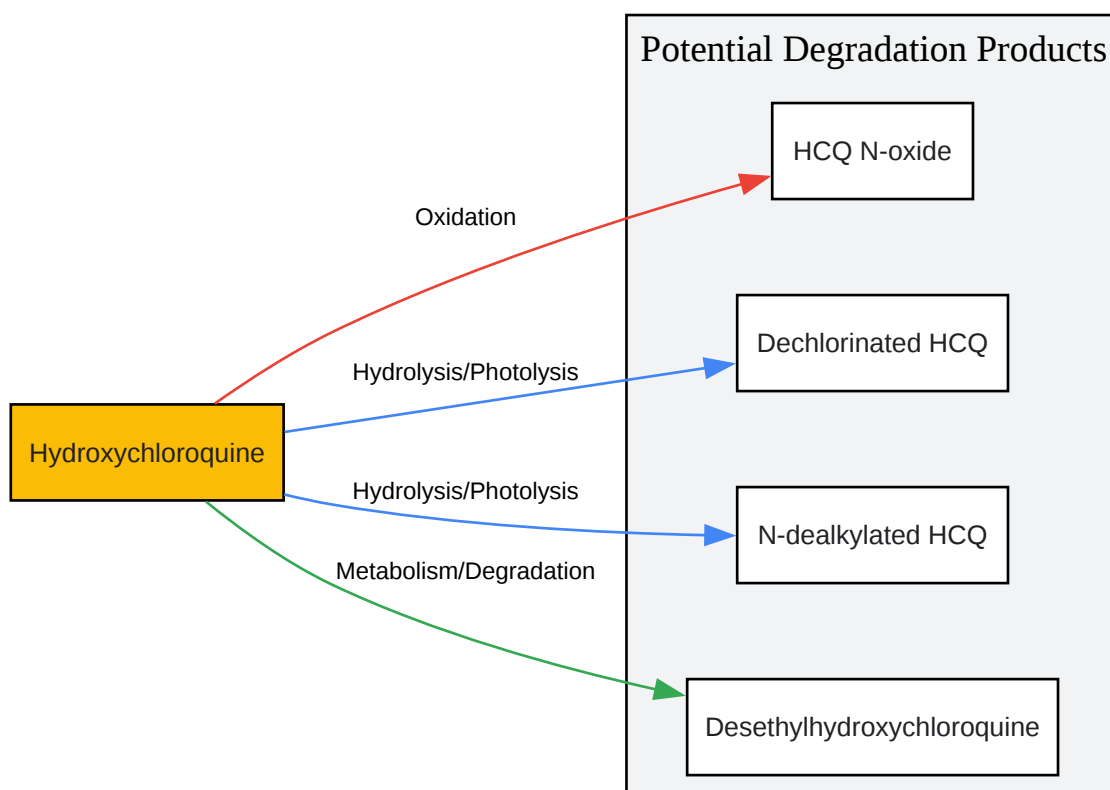 Potential Degradation Products
HCQ N-oxide
Oxidation
Dechlorinated HCQ
Hydrolysis/Photolysis
Hydroxychloroquine
Hydrolysis/Photolysis
N-dealkylated HCQ
Metabolism/Degradation
Desethylhydroxychloroquine